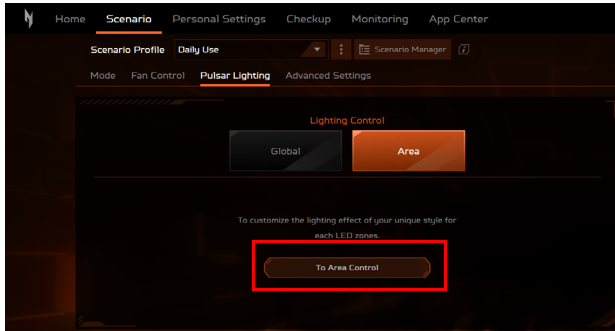 Home Scenario Personal Settings Checkup Monitoring App Center
Scenario Profile Daily Use Scenario Manager i
Mode Fan Control Pulsar Lighting Advanced Settings
Lighting Control
Global Area
To customize the lighting effect of your unique style for
each LED zones.
To Area Control